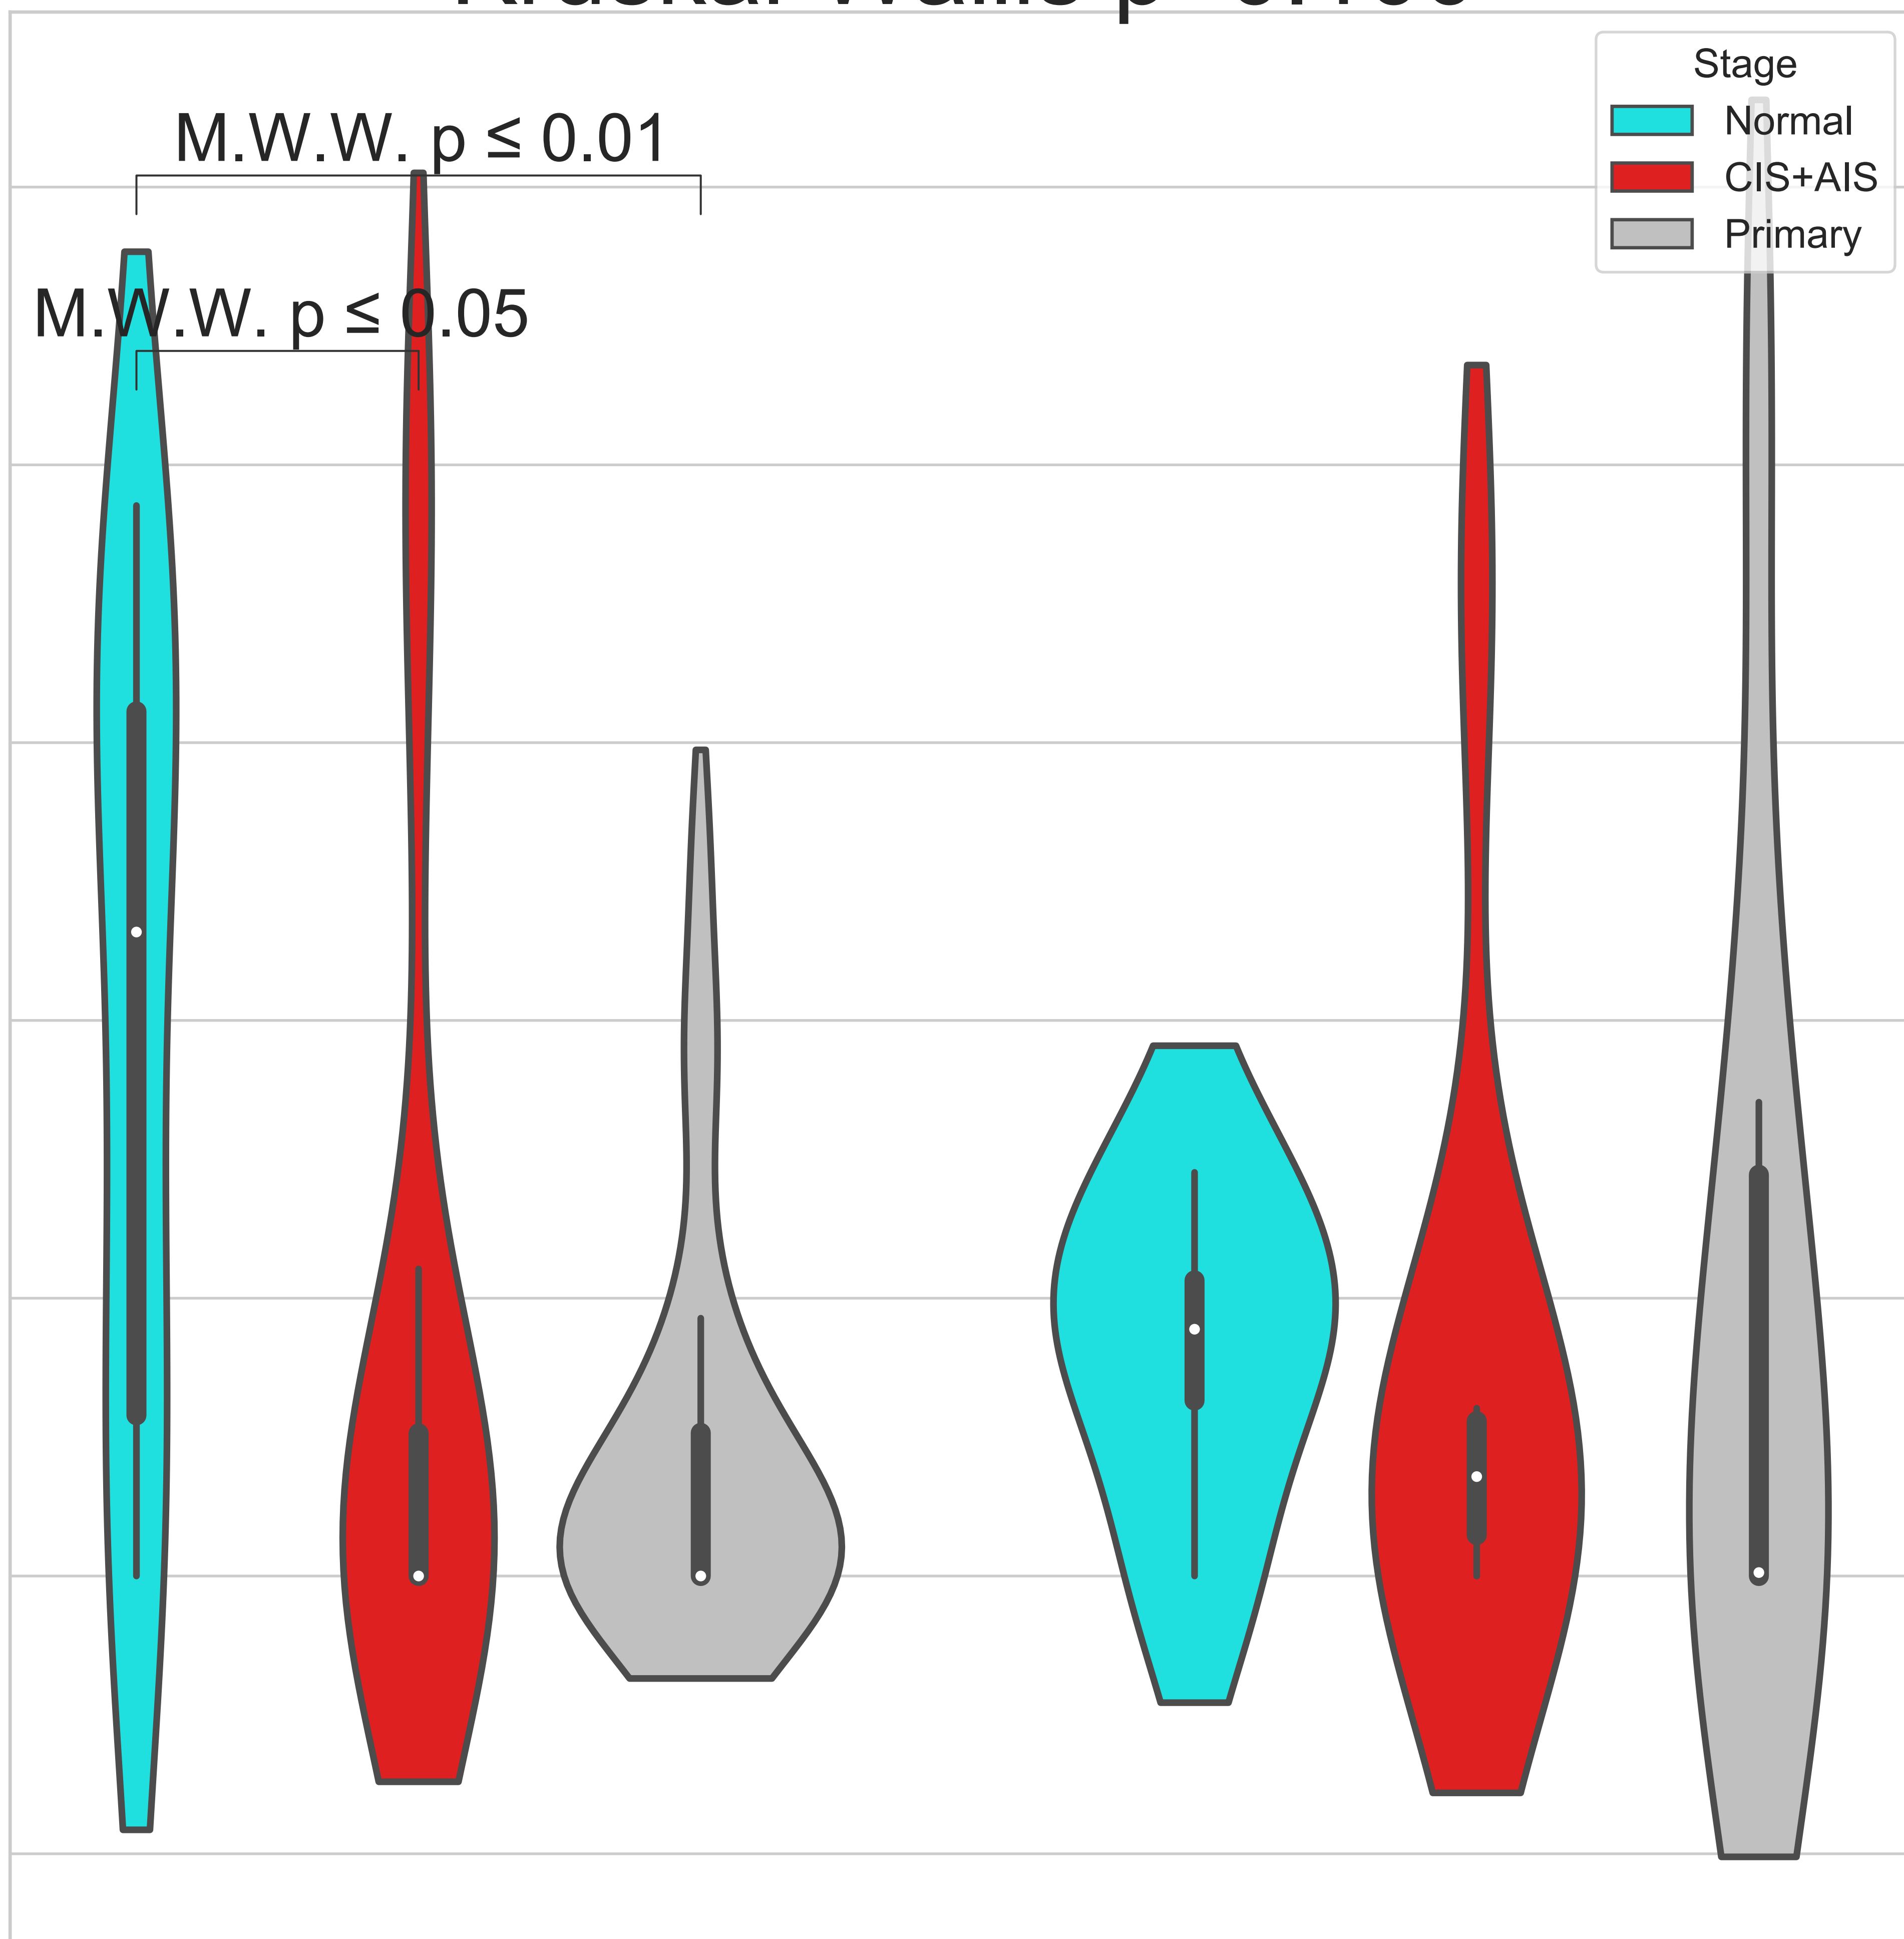 Stage
Normal
CIS+AIS
Primary
M.W.W. p ≤ 0.01
M.W.W. p ≤ 0.05